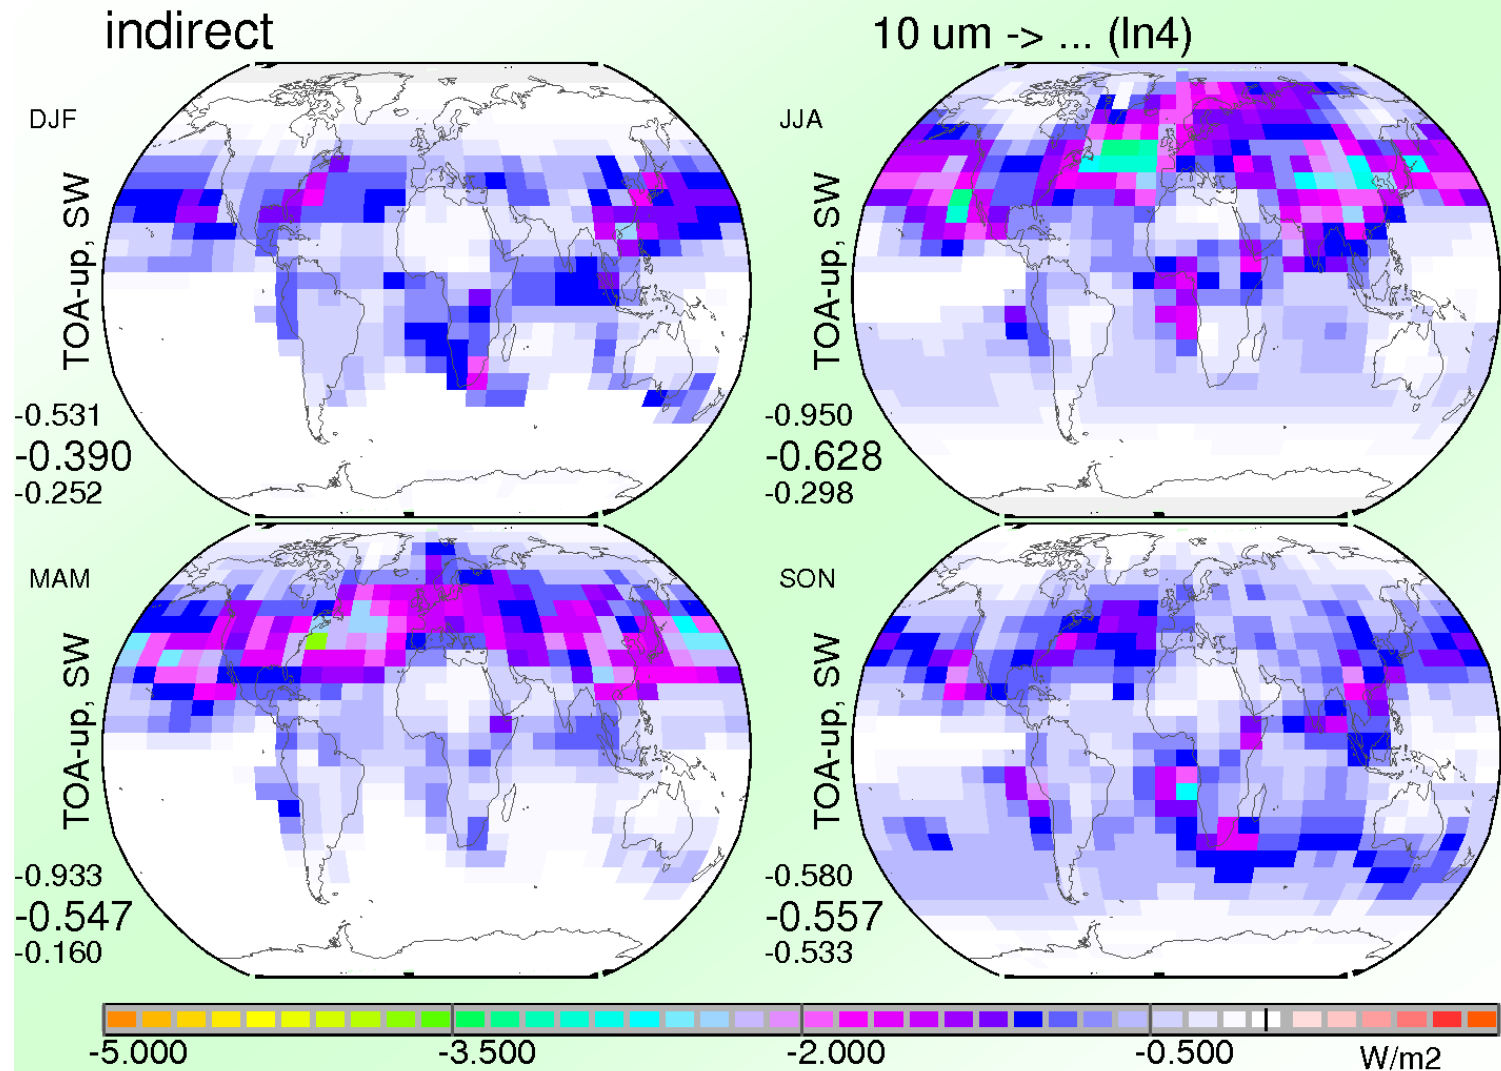 indirect
10 um -> ... (ln4)
DJF
TOA-up, SW
-0.531
-0.390
-0.252
JJA
TOA-up, SW
-0.950
-0.628
-0.298
MAM
TOA-up, SW
-0.933
-0.547
-0.160
SON
TOA-up, SW
-0.580
-0.557
-0.533
-5.000 -3.500 -2.000 -0.500 W/m2